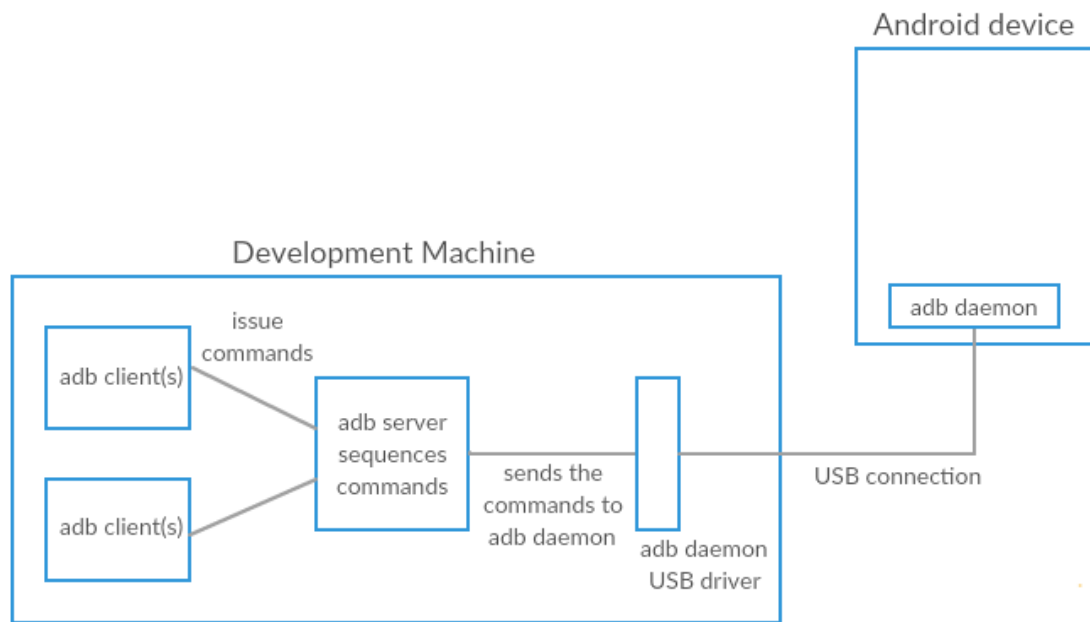 Android device
adb daemon
Development Machine
issue
commands
adb client(s)
adb client(s)
adb server
sequences
commands
sends the
commands to
adb daemon
adb daemon
USB driver
USB connection